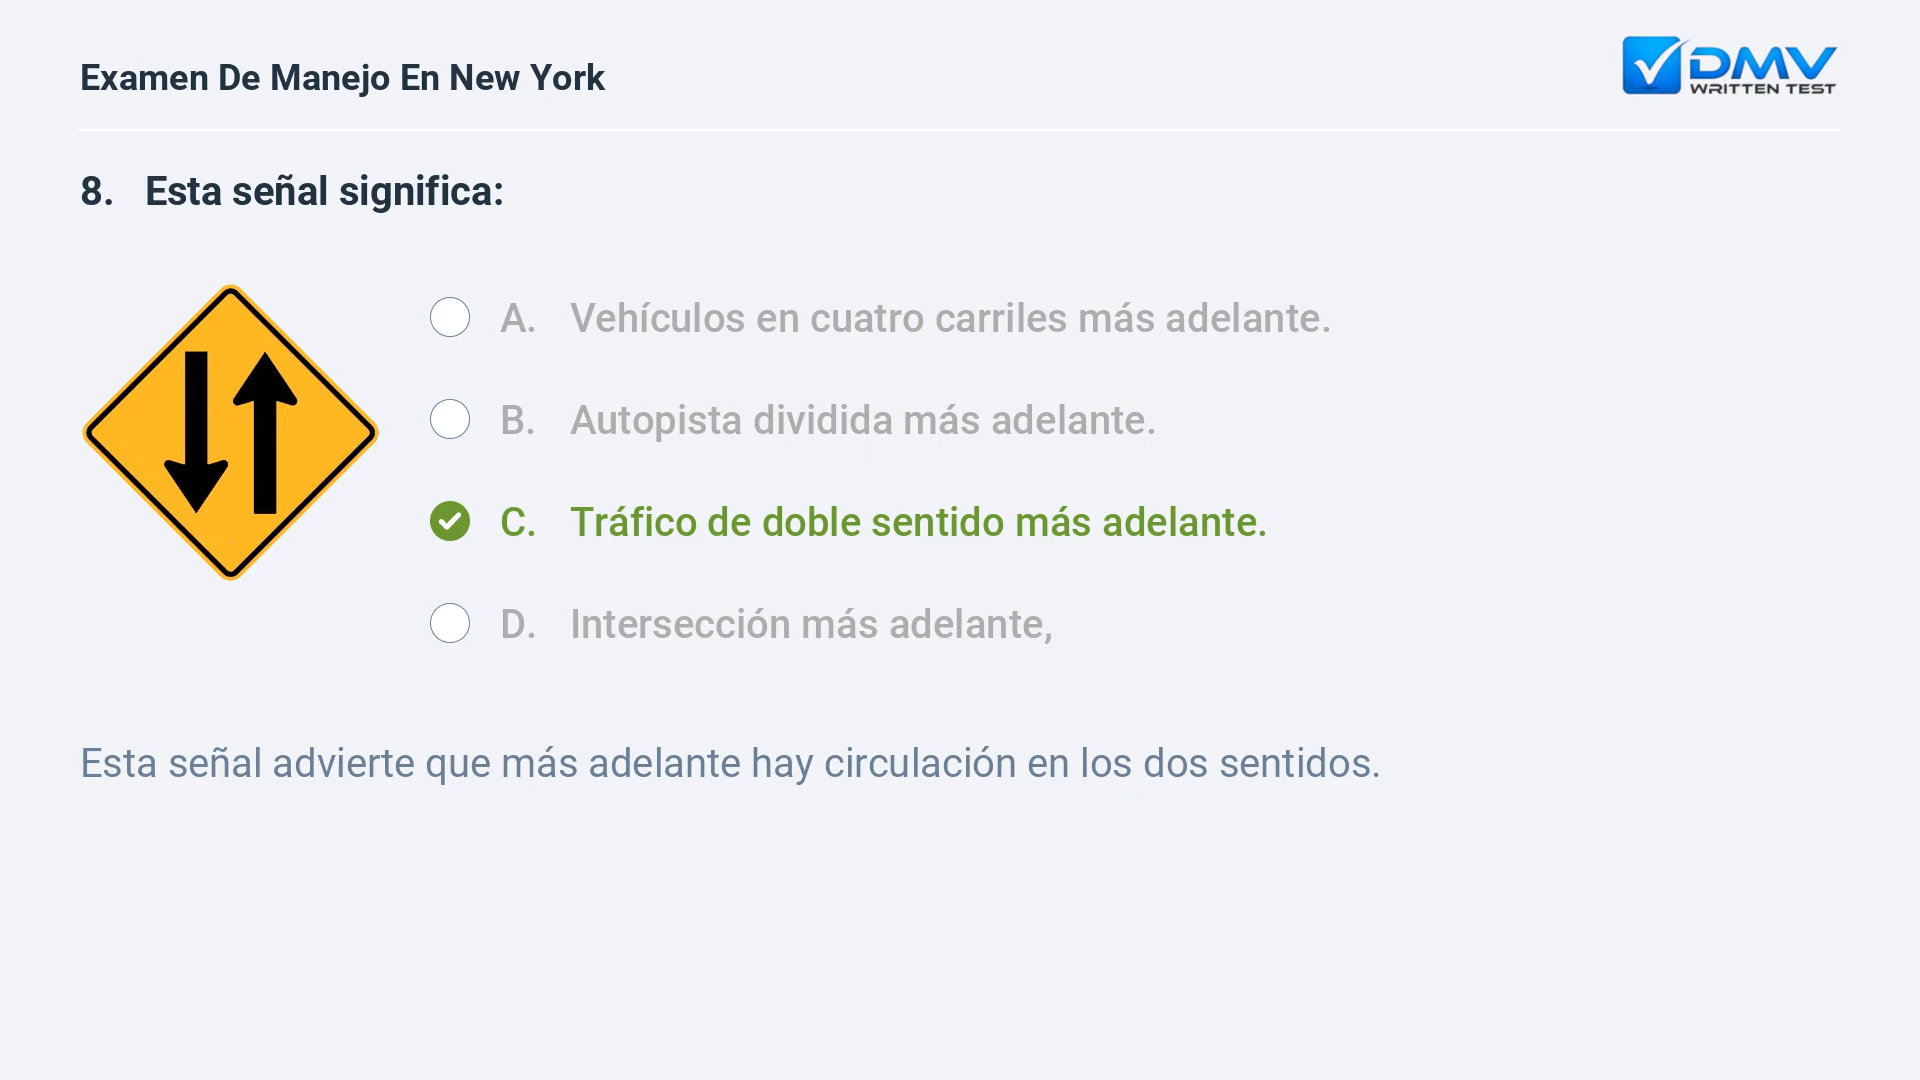 Examen De Manejo En New York
DMV
WRITTEN TEST
8. Esta señal significa:
A. Vehículos en cuatro carriles más adelante.
B. Autopista dividida más adelante.
C. Tráfico de doble sentido más adelante.
D. Intersección más adelante,
Esta señal advierte que más adelante hay circulación en los dos sentidos.